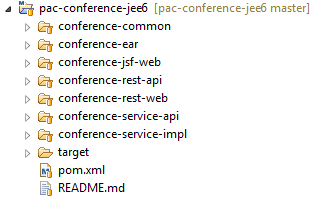 pac-conference-jee6 [pac-conference-jee6 master]
conference-common
conference-ear
conference-jsf-web
conference-rest-api
conference-rest-web
conference-service-api
conference-service-impl
target
pom.xml
README.md